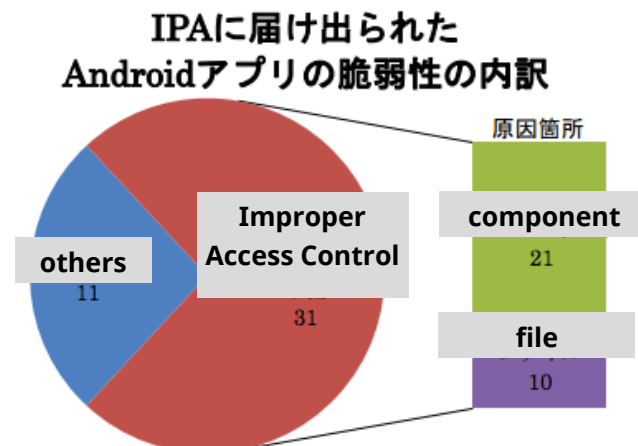 IPAに届け出られた
Androidアプリの脆弱性の内訳
原因箇所
Improper
Access Control
31
others
11
component
21
file
10